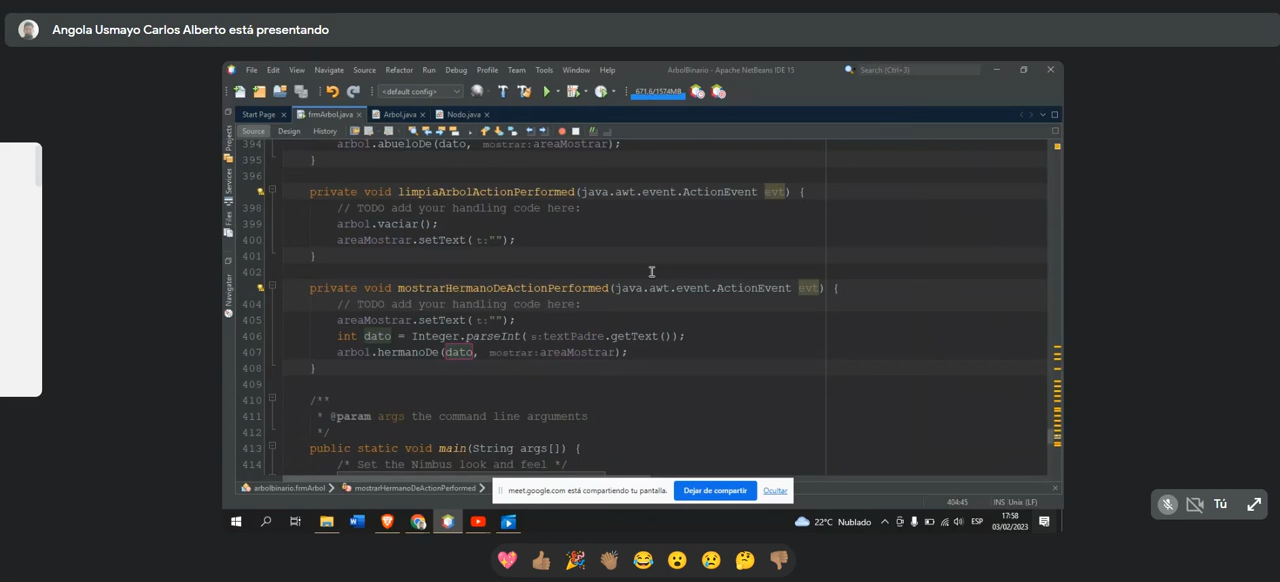 Angola Usmayo Carlos Alberto está presentando
File Edit View Navigate Source Refactor Run Debug Profile Team Tools Window Help ArbolBinario - Apache NetBeans IDE 15 Search (Ctrl+I)
<default config> 671,6/1574MB
Start Page frmArbol.java Arbol.java Nodo.java
Source Design History
Projects
Services
Files
Navigator
394 arbol.abueloDe(dato, mostrar:areaMostrar);
395 }
396
private void limpiaArbolActionPerformed(java.awt.event.ActionEvent evt) {
398 // TODO add your handling code here:
399 arbol.vaciar();
400 areaMostrar.setText(t:"");
401 }
402
private void mostrarHermanoDeActionPerformed(java.awt.event.ActionEvent evt) {
404 // TODO add your handling code here:
405 areaMostrar.setText(t:"");
406 int dato = Integer.parseInt(s:textPadre.getText());
407 arbol.hermanoDe(dato, mostrar:areaMostrar);
408 }
409
410 /**
411 * @param args the command line arguments
412 */
413 public static void main(String args[]) {
414 /* Set the Nimbus look and feel */
arbolbinario.frmArbol mostrarHermanoDeActionPerformed
meet.google.com está compartiendo tu pantalla. Dejar de compartir Ocultar
404:45 INS Unix (LF)
22°C Nublado ESP 17:58
03/02/2023
Tú